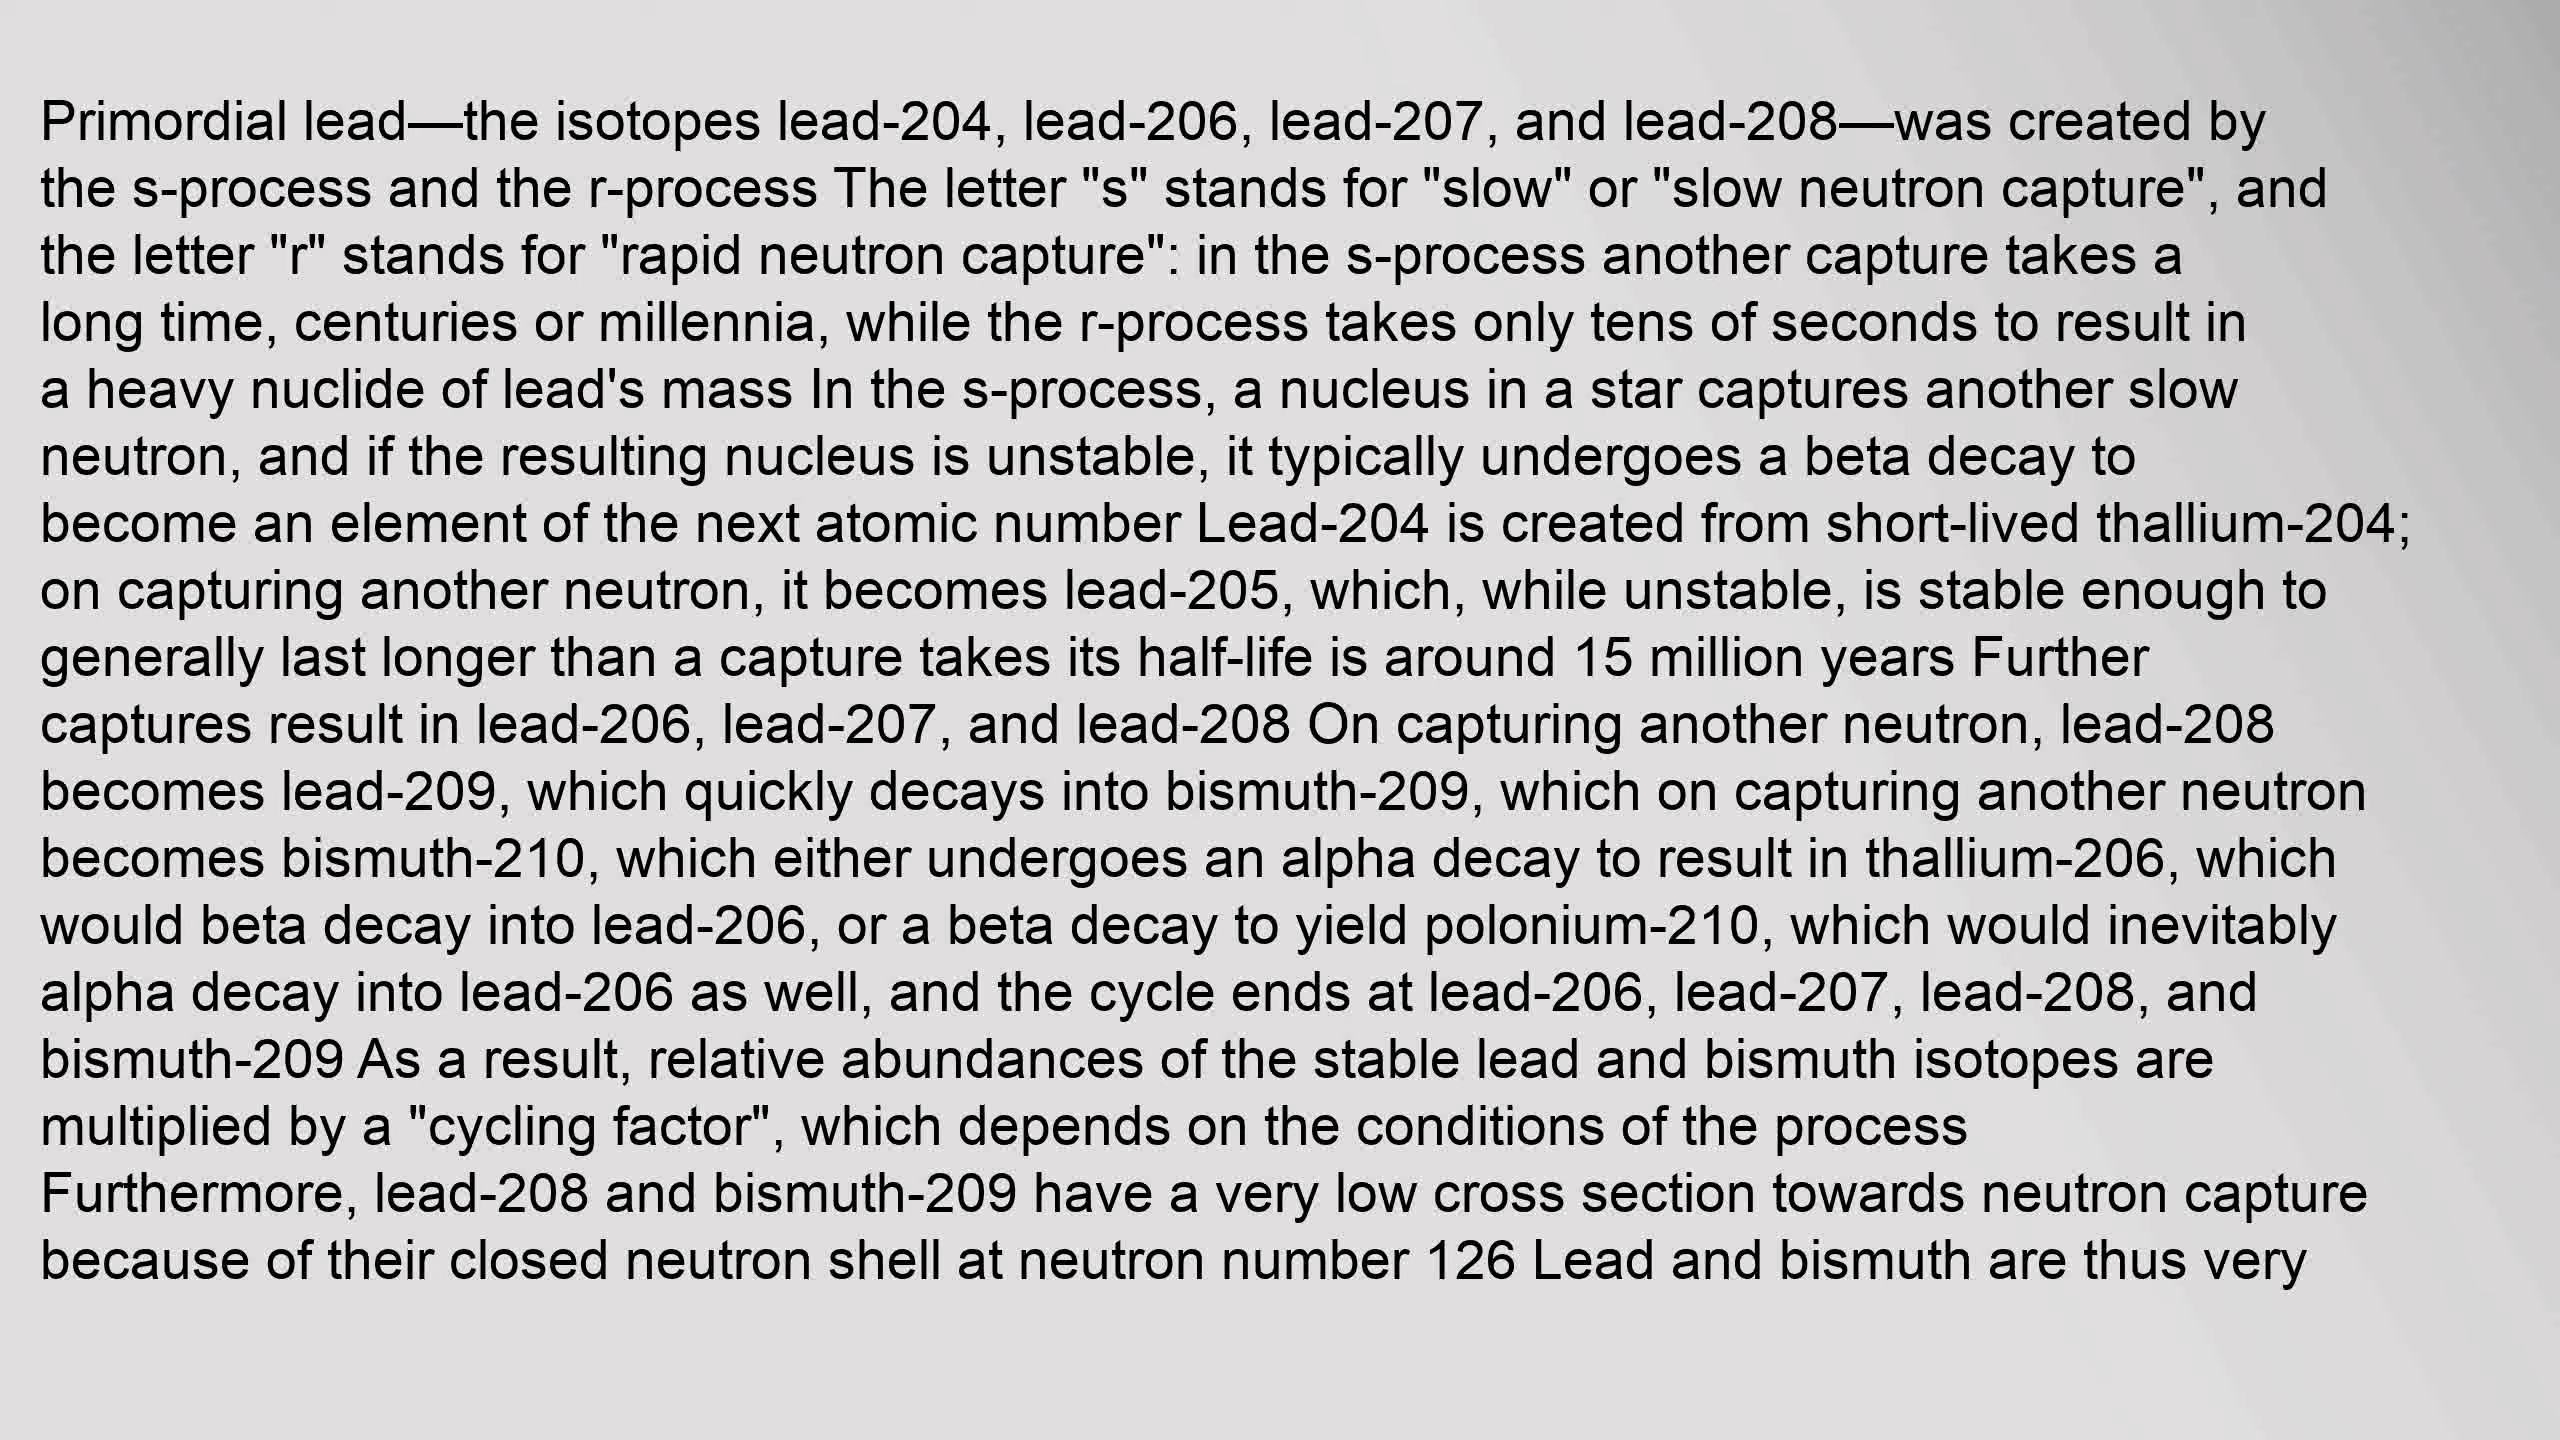 Primordial lead—the isotopes lead-204, lead-206, lead-207, and lead-208—was created by
the s-process and the r-process The letter "s" stands for "slow" or "slow neutron capture", and
the letter "r" stands for "rapid neutron capture": in the s-process another capture takes a
long time, centuries or millennia, while the r-process takes only tens of seconds to result in
a heavy nuclide of lead's mass In the s-process, a nucleus in a star captures another slow
neutron, and if the resulting nucleus is unstable, it typically undergoes a beta decay to
become an element of the next atomic number Lead-204 is created from short-lived thallium-204;
on capturing another neutron, it becomes lead-205, which, while unstable, is stable enough to
generally last longer than a capture takes its half-life is around 15 million years Further
captures result in lead-206, lead-207, and lead-208 On capturing another neutron, lead-208
becomes lead-209, which quickly decays into bismuth-209, which on capturing another neutron
becomes bismuth-210, which either undergoes an alpha decay to result in thallium-206, which
would beta decay into lead-206, or a beta decay to yield polonium-210, which would inevitably
alpha decay into lead-206 as well, and the cycle ends at lead-206, lead-207, lead-208, and
bismuth-209 As a result, relative abundances of the stable lead and bismuth isotopes are
multiplied by a "cycling factor", which depends on the conditions of the process
Furthermore, lead-208 and bismuth-209 have a very low cross section towards neutron capture
because of their closed neutron shell at neutron number 126 Lead and bismuth are thus very